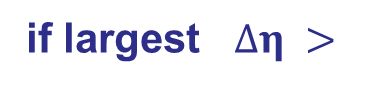 if largest Δη >